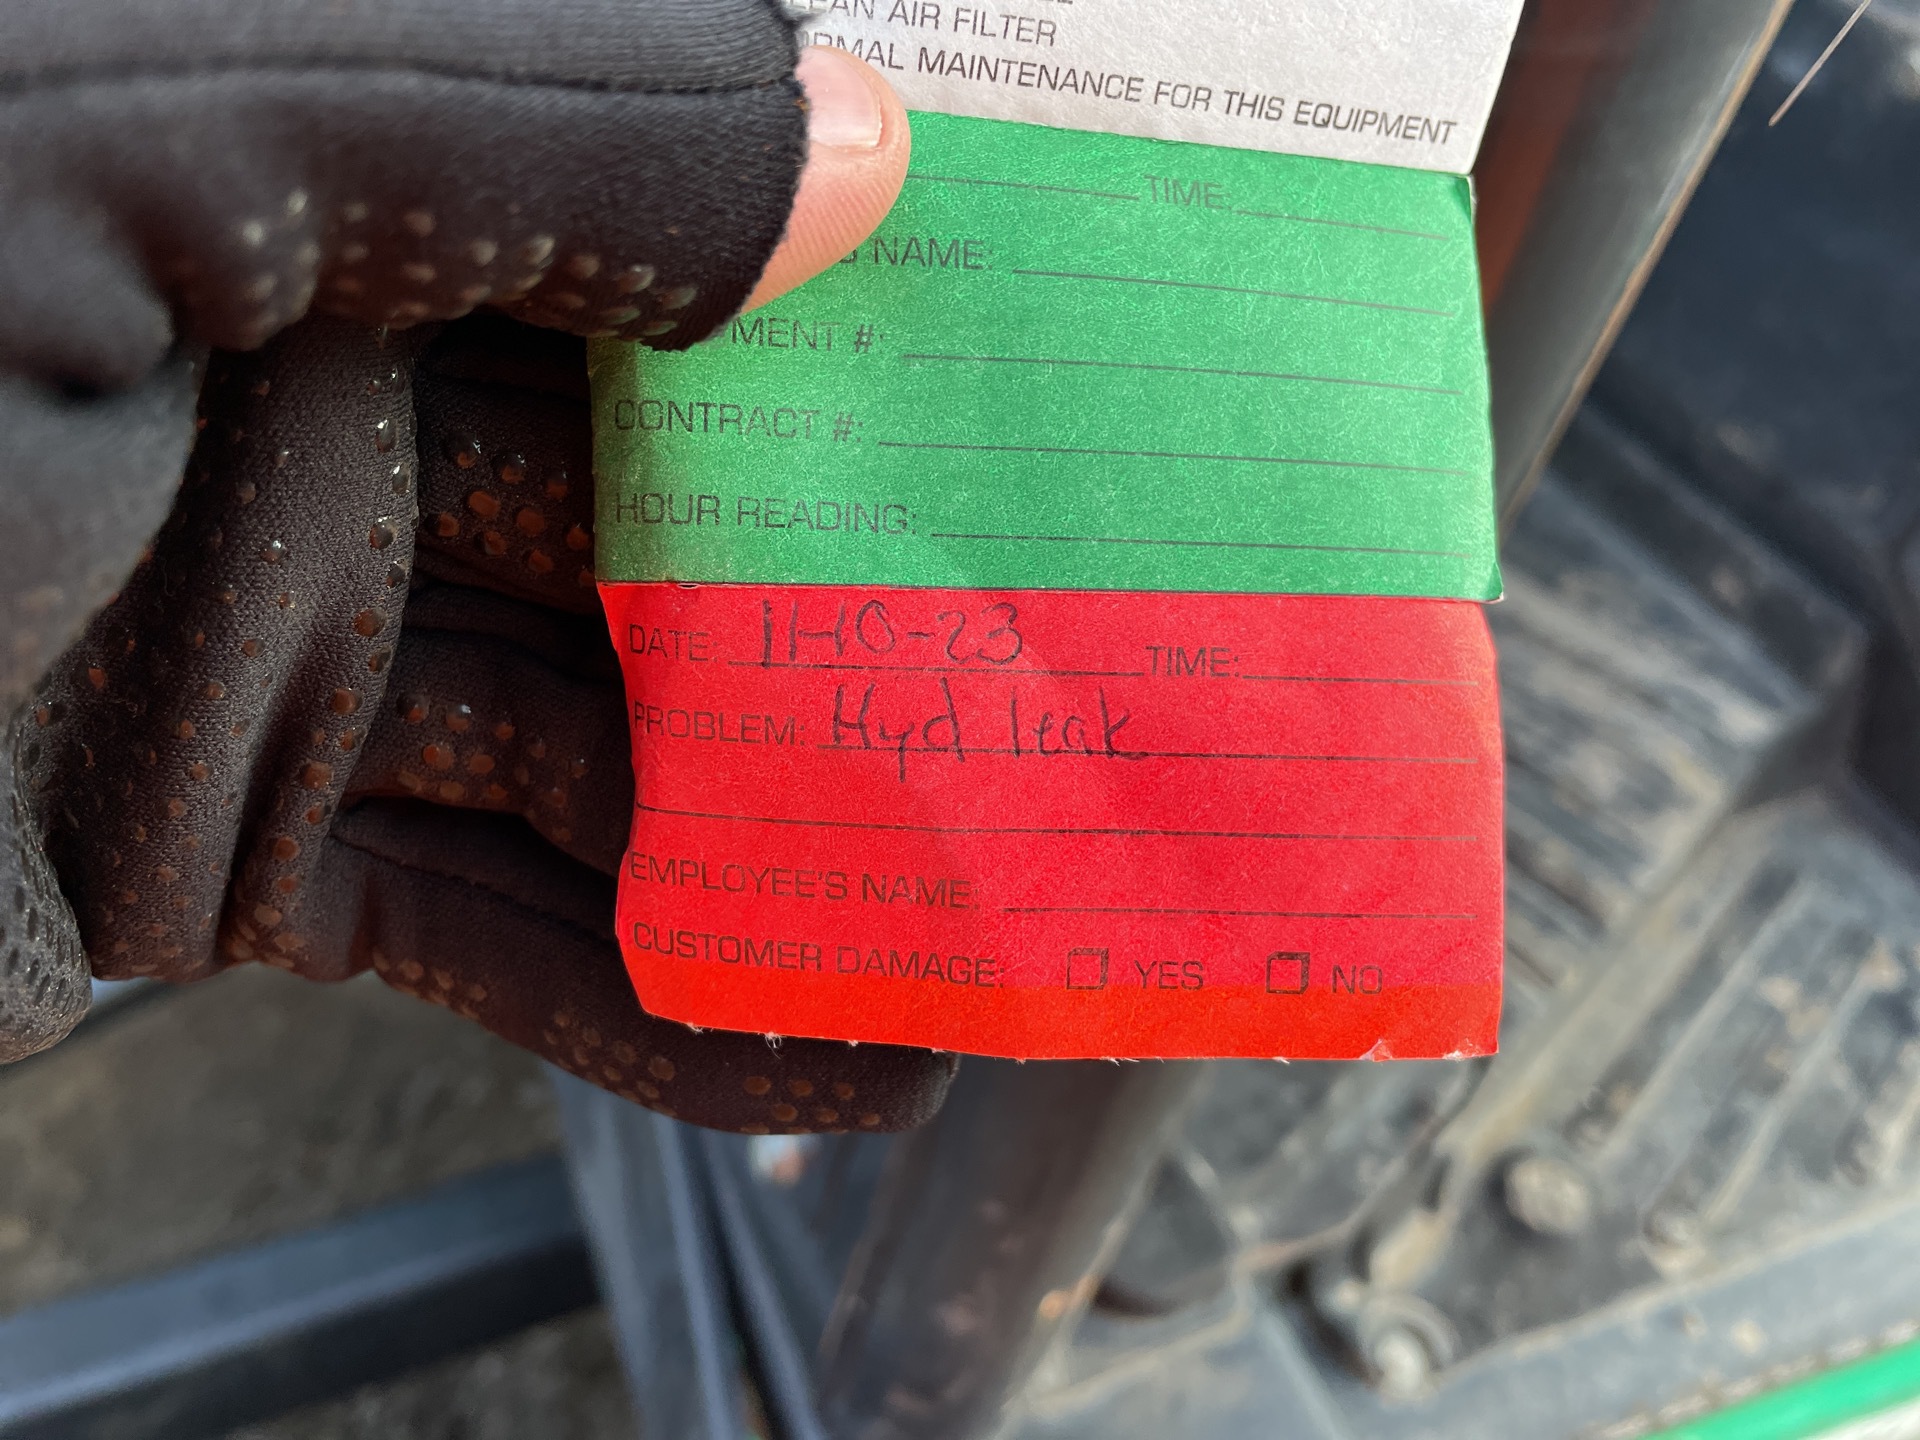 AIR FILTER
MAINTENANCE FOR THIS EQUIPMENT
TIME:
NAME:
#:
CONTRACT #:
HOUR READING:
DATE: 11-10-23 TIME:
PROBLEM: Hyd leak
EMPLOYEE'S NAME:
CUSTOMER DAMAGE: YES NO